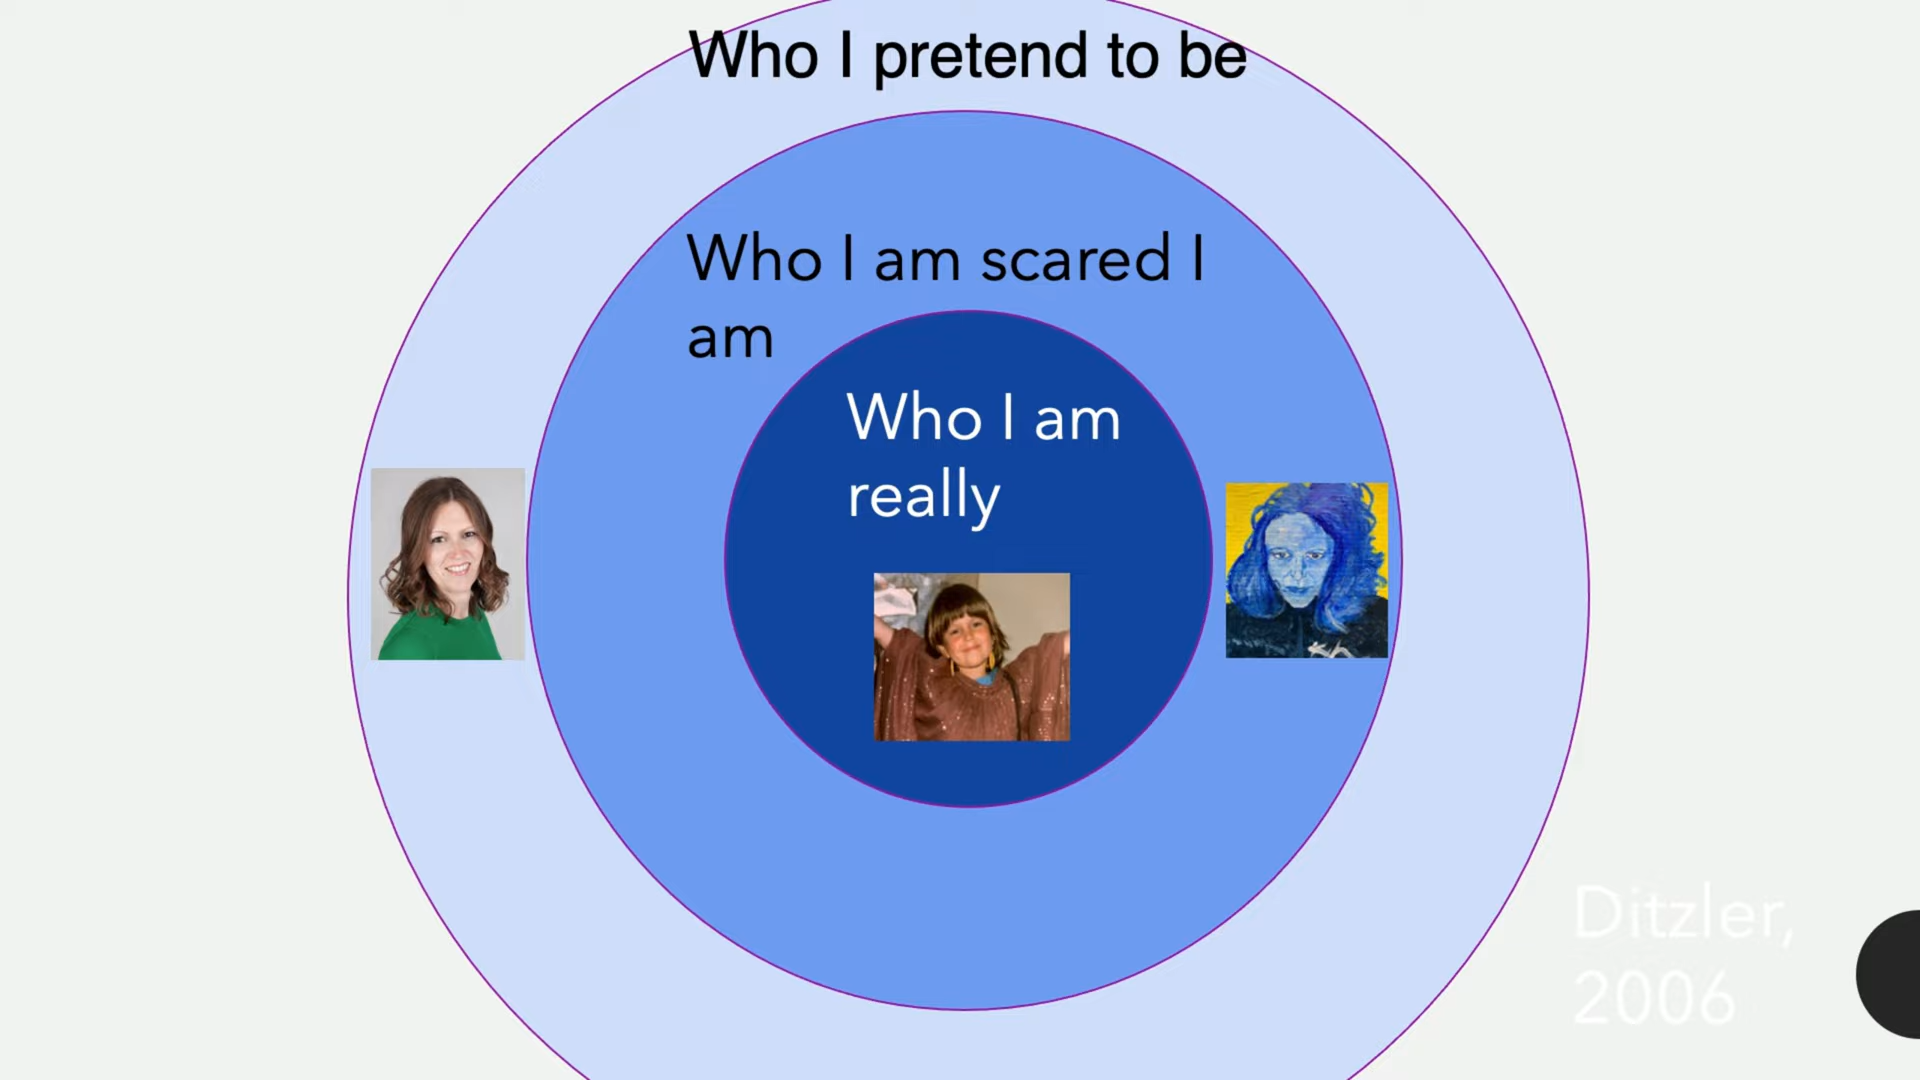 Who I pretend to be
Who I am scared I
am
Who I am
really
Ditzler,
2006